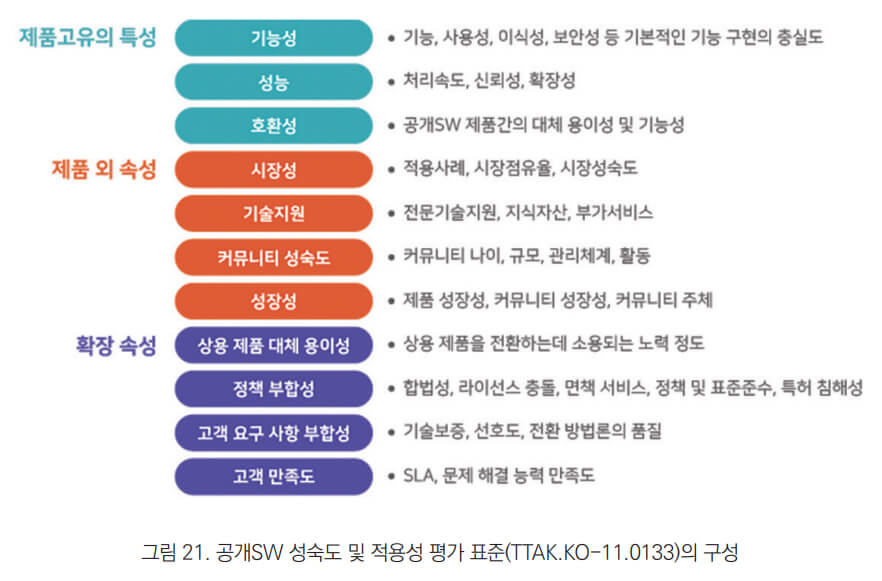 제품고유의 특성
기능성
• 기능, 사용성, 이식성, 보안성 등 기본적인 기능 구현의 충실도
성능
• 처리속도, 신뢰성, 확장성
호환성
• 공개SW 제품간의 대체 용이성 및 기능성
제품 외 속성
시장성
• 적용사례, 시장점유율, 시장성숙도
기술지원
• 전문기술지원, 지식자산, 부가서비스
커뮤니티 성숙도
• 커뮤니티 나이, 규모, 관리체계, 활동
성장성
• 제품 성장성, 커뮤니티 성장성, 커뮤니티 주체
확장 속성
상용 제품 대체 용이성
• 상용 제품을 전환하는데 소용되는 노력 정도
정책 부합성
• 합법성, 라이선스 충돌, 면책 서비스, 정책 및 표준준수, 특허 침해성
고객 요구 사항 부합성
• 기술보증, 선호도, 전환 방법론의 품질
고객 만족도
• SLA, 문제 해결 능력 만족도
그림 21. 공개SW 성숙도 및 적용성 평가 표준(TTAK.KO-11.0133)의 구성